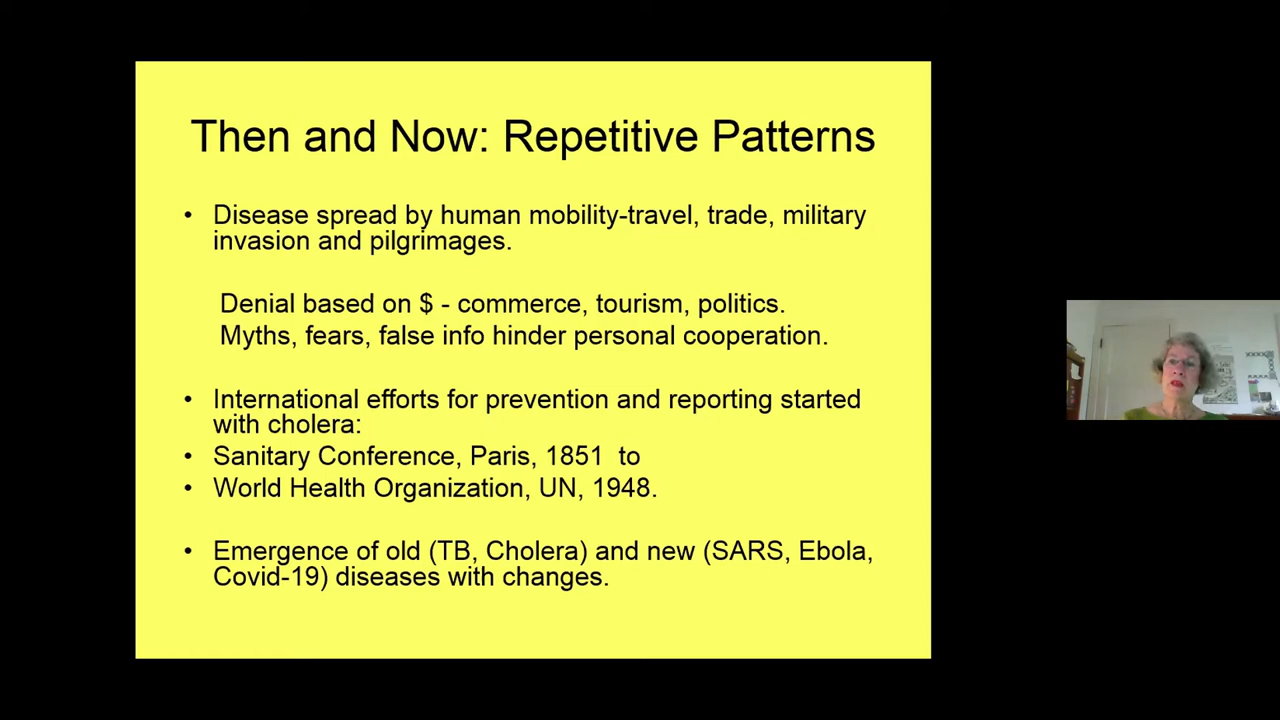 Then and Now: Repetitive Patterns
• Disease spread by human mobility-travel, trade, military
invasion and pilgrimages.
Denial based on $ - commerce, tourism, politics.
Myths, fears, false info hinder personal cooperation.
• International efforts for prevention and reporting started
with cholera:
• Sanitary Conference, Paris, 1851  to
• World Health Organization, UN, 1948.
• Emergence of old (TB, Cholera) and new (SARS, Ebola,
Covid-19) diseases with changes.